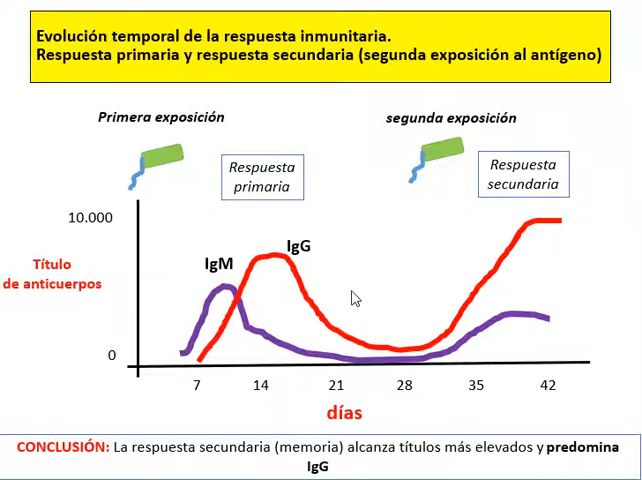 Evolución temporal de la respuesta inmunitaria.
Respuesta primaria y respuesta secundaria (segunda exposición al antígeno)
Primera exposición
segunda exposición
Respuesta
primaria
Respuesta
secundaria
10.000
IgG
IgM
Título
de anticuerpos
0
7 14 21 28 35 42
días
CONCLUSIÓN: La respuesta secundaria (memoria) alcanza títulos más elevados y predomina
IgG